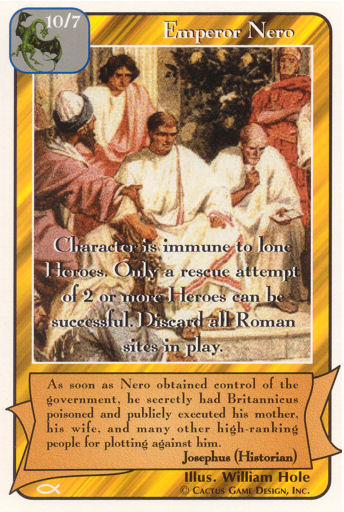 10/7
Emperor Nero
Character is immune to lone
Heroes. Only a rescue attempt
of 2 or more Heroes can be
successful. Discard all Roman
sites in play.
As soon as Nero obtained control of the
government, he secretly had Britannicus
poisoned and publicly executed his mother,
his wife, and many other high-ranking
people for plotting against him.
Josephus (Historian)
Illus. William Hole
© Cactus Game Design, Inc.